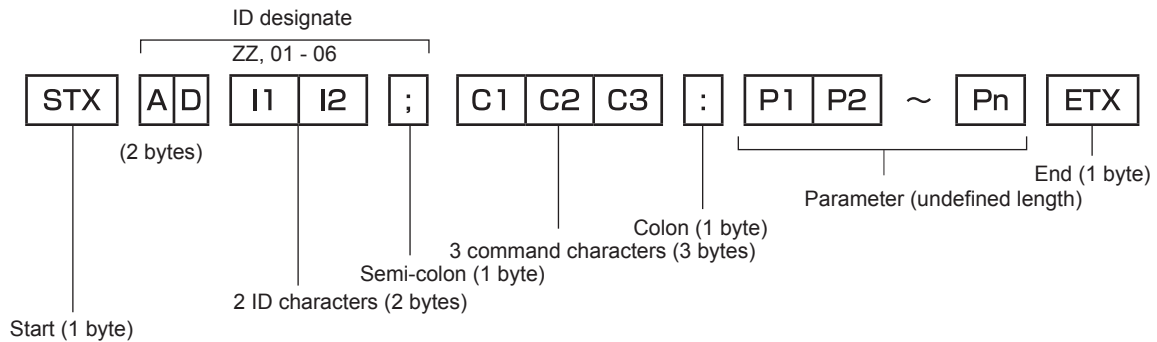 ID designate
ZZ, 01 - 06
STX A D I1 I2 ; C1 C2 C3 : P1 P2 ~ Pn ETX
(2 bytes)
End (1 byte)
Parameter (undefined length)
Colon (1 byte)
3 command characters (3 bytes)
Semi-colon (1 byte)
2 ID characters (2 bytes)
Start (1 byte)